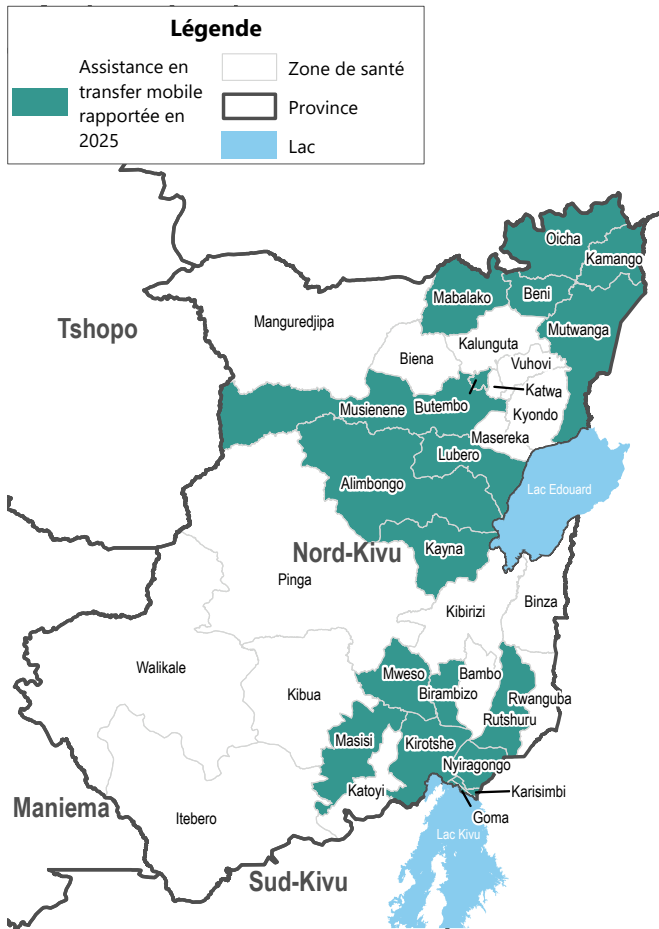 Légende
Assistance en
transfer mobile
rapportée en
2025
Zone de santé
Province
Lac
Oicha
Kamango
Mabalako
Beni
Manguredjipa
Mutwanga
Tshopo
Kalunguta
Biena
Vuhovi
Katwa
Musienene
Butembo
Kyondo
Masereka
Lubero
Alimbongo
Lac Edouard
Nord-Kivu
Kayna
Pinga
Binza
Kibirizi
Walikale
Mweso
Bambo
Kibua
Birambizo
Rwanguba
Rutshuru
Masisi
Kirotshe
Nyiragongo
Katoyi
Karisimbi
Maniema
Itebero
Goma
Lac Kivu
Sud-Kivu